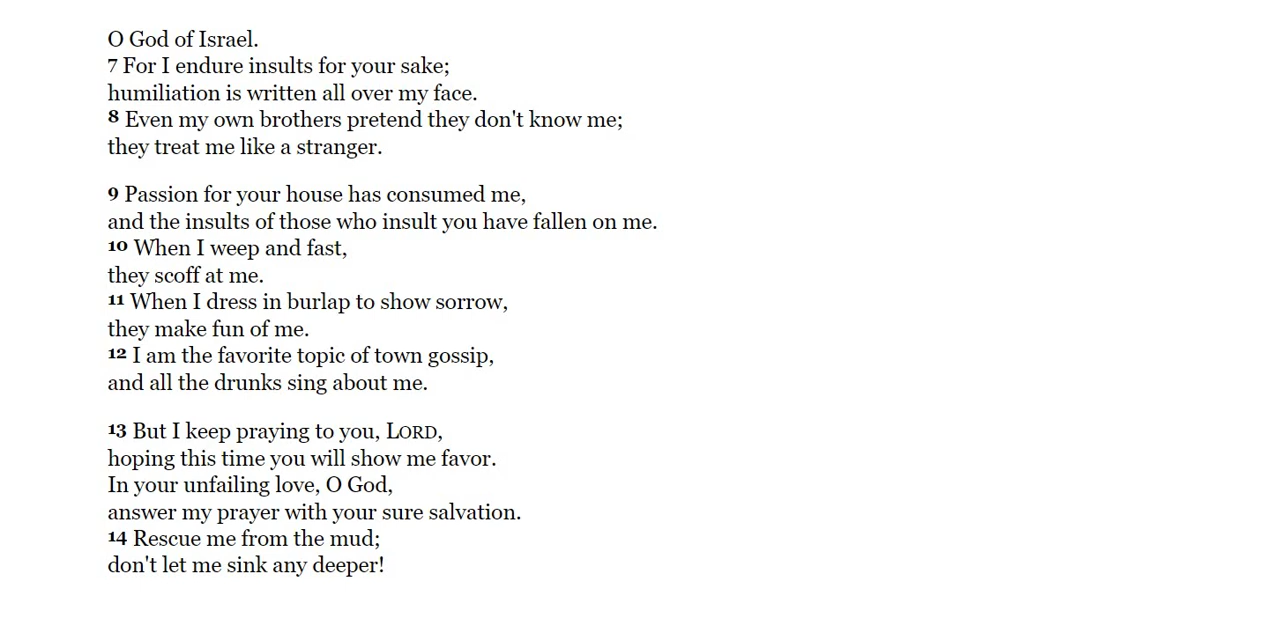 O God of Israel.
7 For I endure insults for your sake;
humiliation is written all over my face.
8 Even my own brothers pretend they don't know me;
they treat me like a stranger.
9 Passion for your house has consumed me,
and the insults of those who insult you have fallen on me.
10 When I weep and fast,
they scoff at me.
11 When I dress in burlap to show sorrow,
they make fun of me.
12 I am the favorite topic of town gossip,
and all the drunks sing about me.
13 But I keep praying to you, LORD,
hoping this time you will show me favor.
In your unfailing love, O God,
answer my prayer with your sure salvation.
14 Rescue me from the mud;
don't let me sink any deeper!